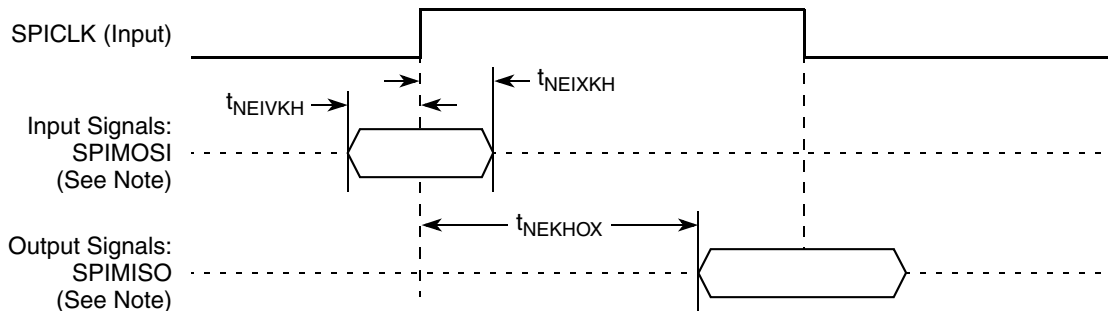 SPICLK (Input)
tNEIXKH
tNEIVKH
Input Signals:
SPIMOSI
(See Note)
tNEKHOX
Output Signals:
SPIMISO
(See Note)